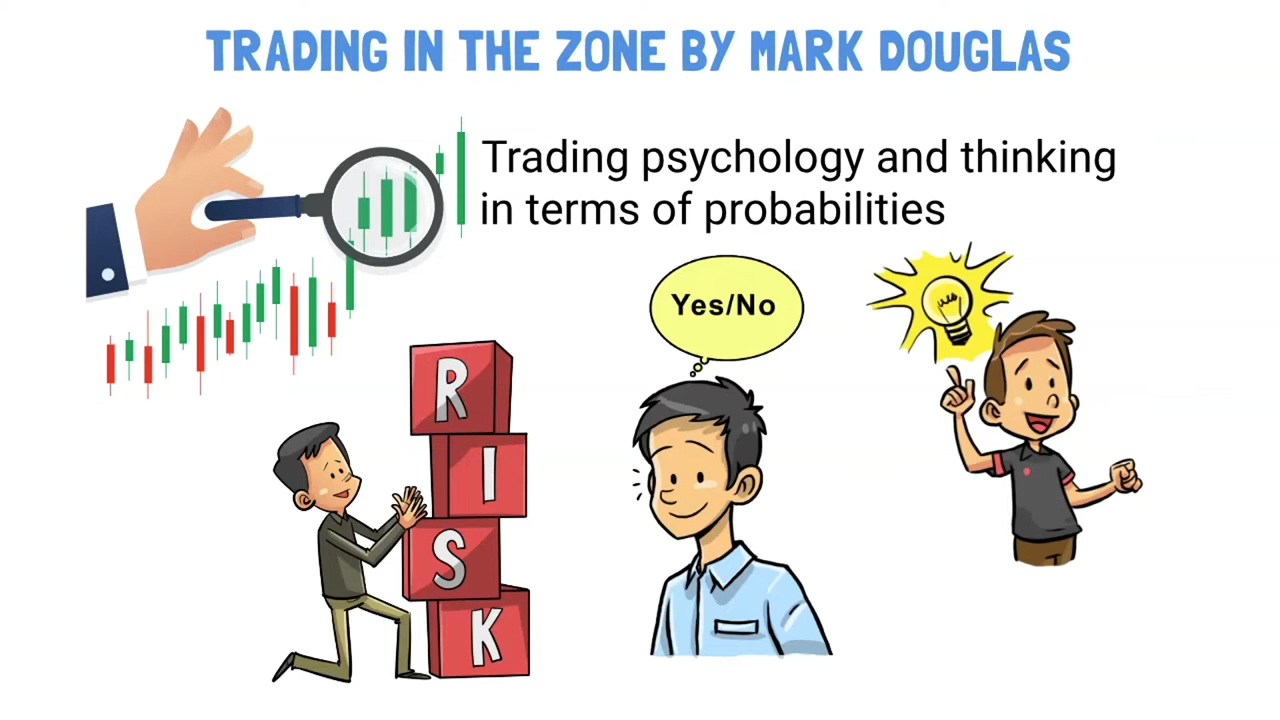 TRADING IN THE ZONE BY MARK DOUGLAS
Trading psychology and thinking
in terms of probabilities
Yes/No
R
I
S
K